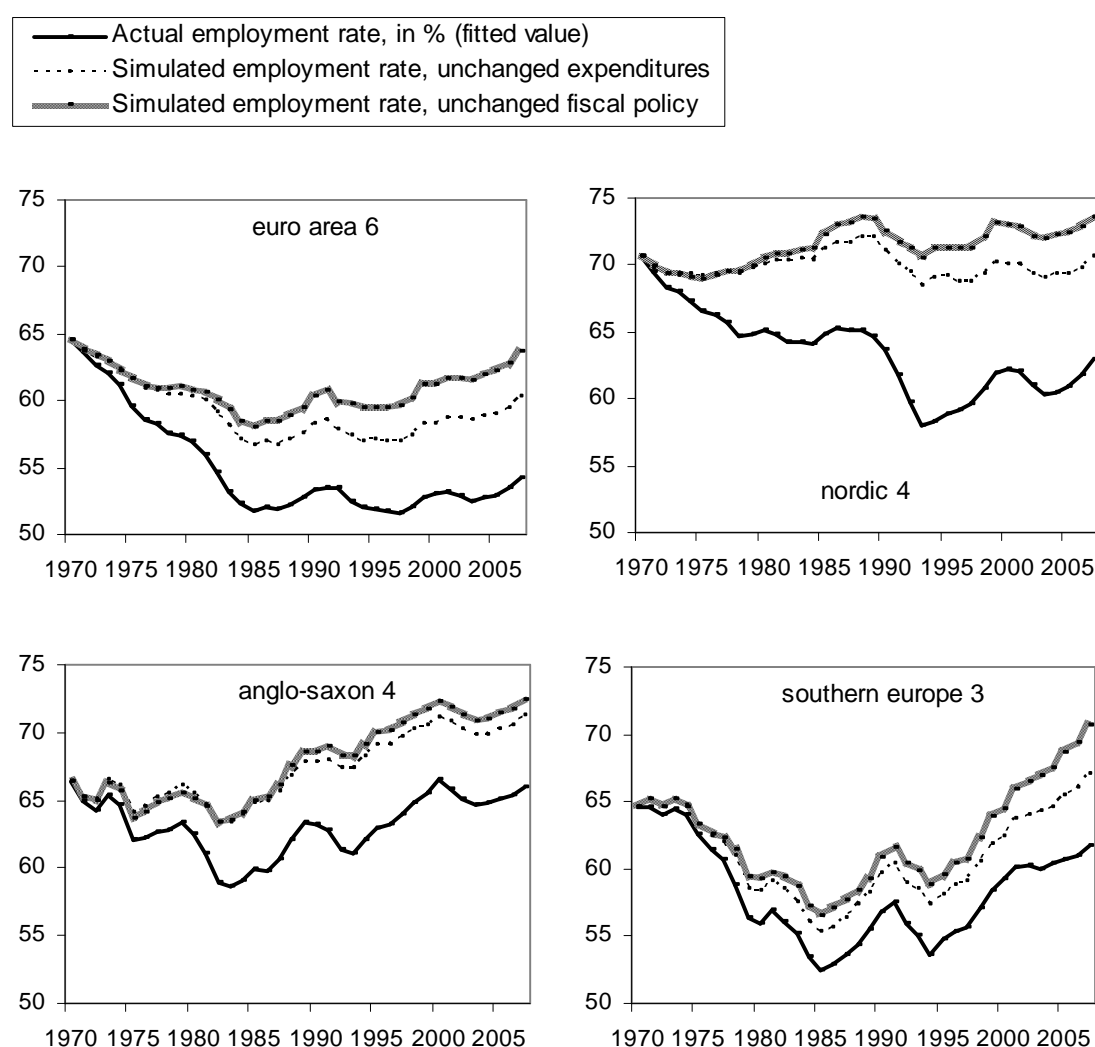 Actual employment rate, in % (fitted value)
Simulated employment rate, unchanged expenditures
Simulated employment rate, unchanged fiscal policy
75
70
65
60
55
50
euro area 6
1970 1975 1980 1985 1990 1995 2000 2005
75
70
65
60
55
50
nordic 4
1970 1975 1980 1985 1990 1995 2000 2005
75
70
65
60
55
50
anglo-saxon 4
1970 1975 1980 1985 1990 1995 2000 2005
75
70
65
60
55
50
southern europe 3
1970 1975 1980 1985 1990 1995 2000 2005